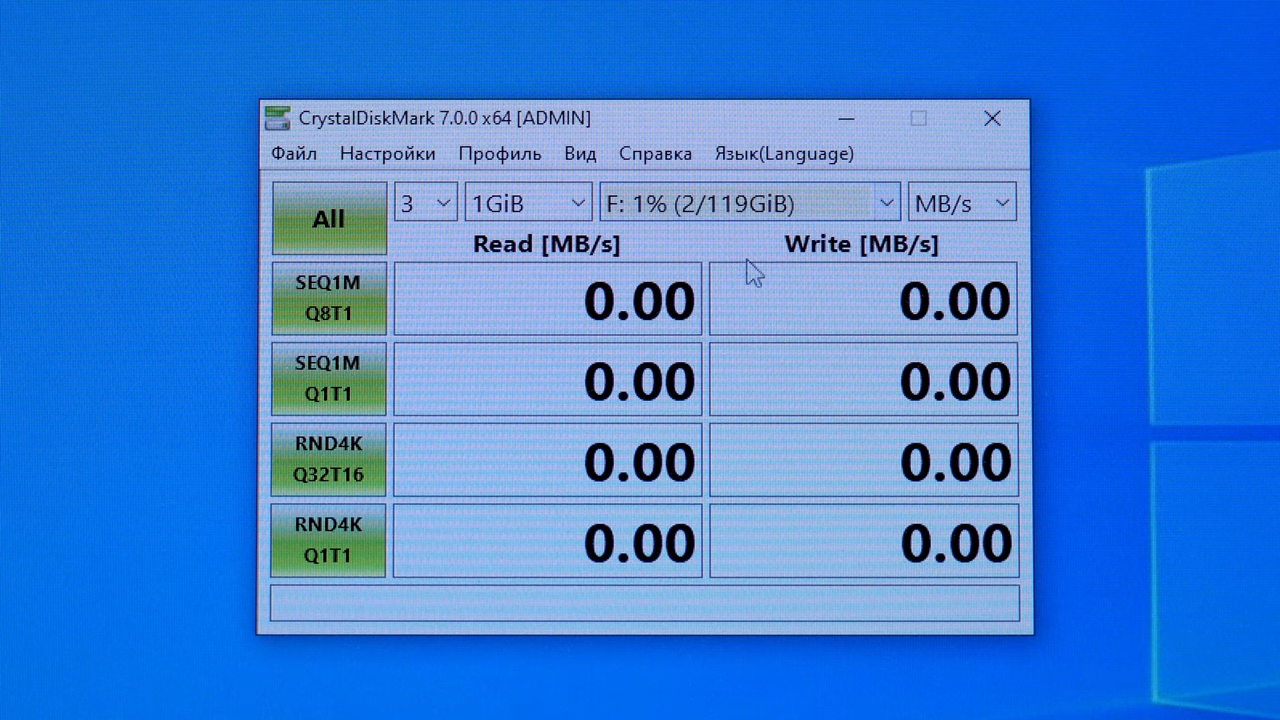 CrystalDiskMark 7.0.0 x64 [ADMIN]
Файл Настройки Профиль Вид Справка Язык(Language)
All 3 1GiB F: 1% (2/119GiB) MB/s
Read [MB/s] Write [MB/s]
SEQ1M
Q8T1 0.00 0.00
SEQ1M
Q1T1 0.00 0.00
RND4K
Q32T16 0.00 0.00
RND4K
Q1T1 0.00 0.00